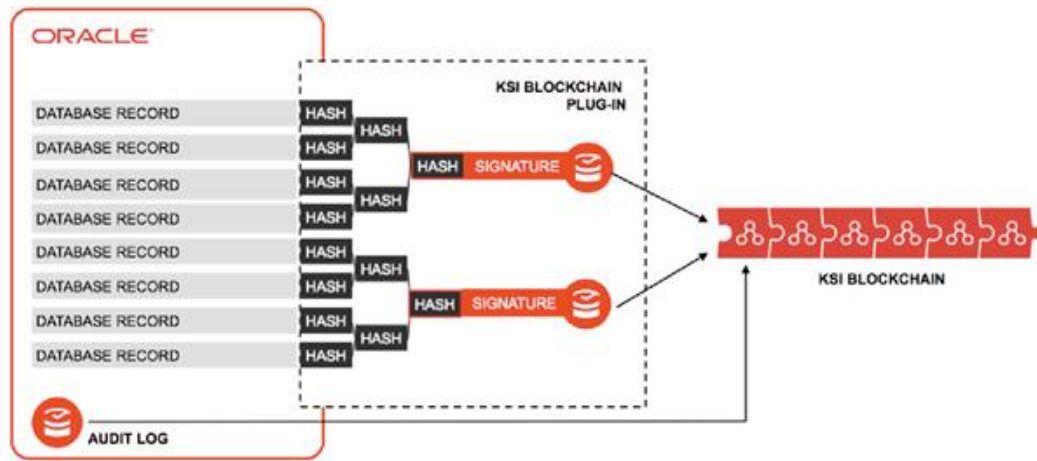 ORACLE
KSI BLOCKCHAIN
PLUG-IN
DATABASE RECORD HASH
HASH
DATABASE RECORD HASH
HASH SIGNATURE
DATABASE RECORD HASH
HASH
DATABASE RECORD HASH
DATABASE RECORD HASH
HASH
DATABASE RECORD HASH
HASH SIGNATURE
DATABASE RECORD HASH
HASH
DATABASE RECORD HASH
KSI BLOCKCHAIN
AUDIT LOG